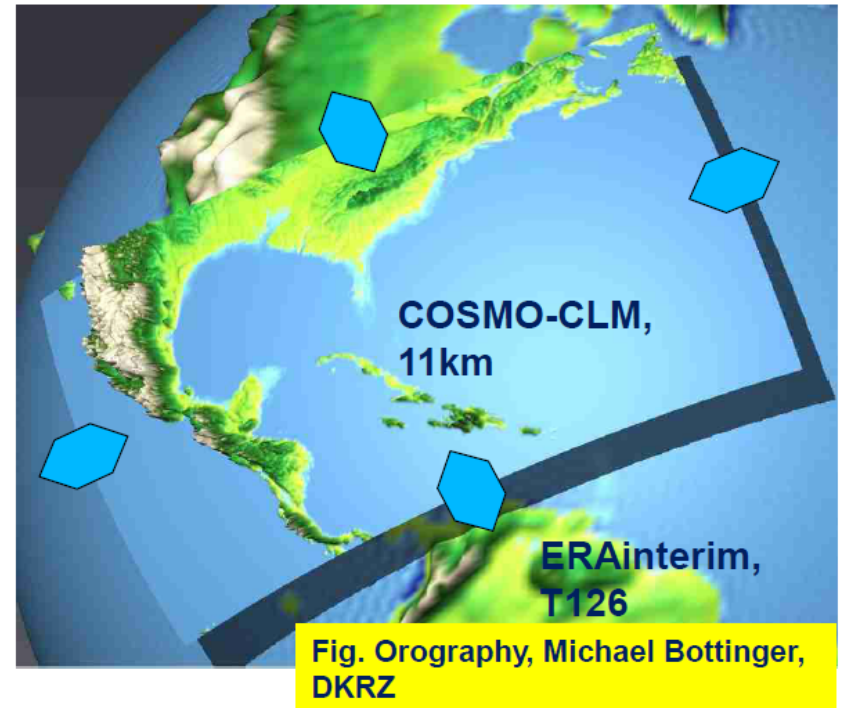 COSMO-CLM,
11km
ERAinterim,
T126
Fig. Orography, Michael Bottinger,
DKRZ